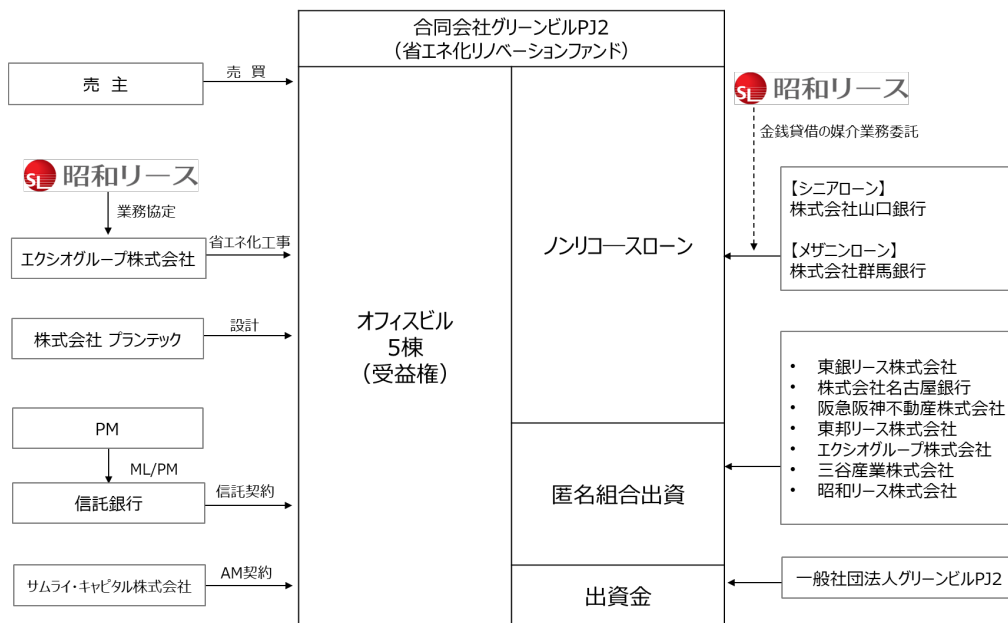 合同会社グリーンビルPJ2
（省エネ化リノベーションファンド）
売 主
売 買
SL 昭和リース
業務協定
エクシオグループ株式会社
省エネ化工事
株式会社 プランテック
設計
PM
ML/PM
信託銀行
信託契約
サムライ・キャピタル株式会社
AM契約
オフィスビル
5棟
（受益権）
ノンリコースローン
匿名組合出資
出資金
SL 昭和リース
金銭貸借の媒介業務委託
【シニアローン】
株式会社山口銀行
【メザニンローン】
株式会社群馬銀行
• 東銀リース株式会社
• 株式会社名古屋銀行
• 阪急阪神不動産株式会社
• 東邦リース株式会社
• エクシオグループ株式会社
• 三谷産業株式会社
• 昭和リース株式会社
一般社団法人グリーンビルPJ2